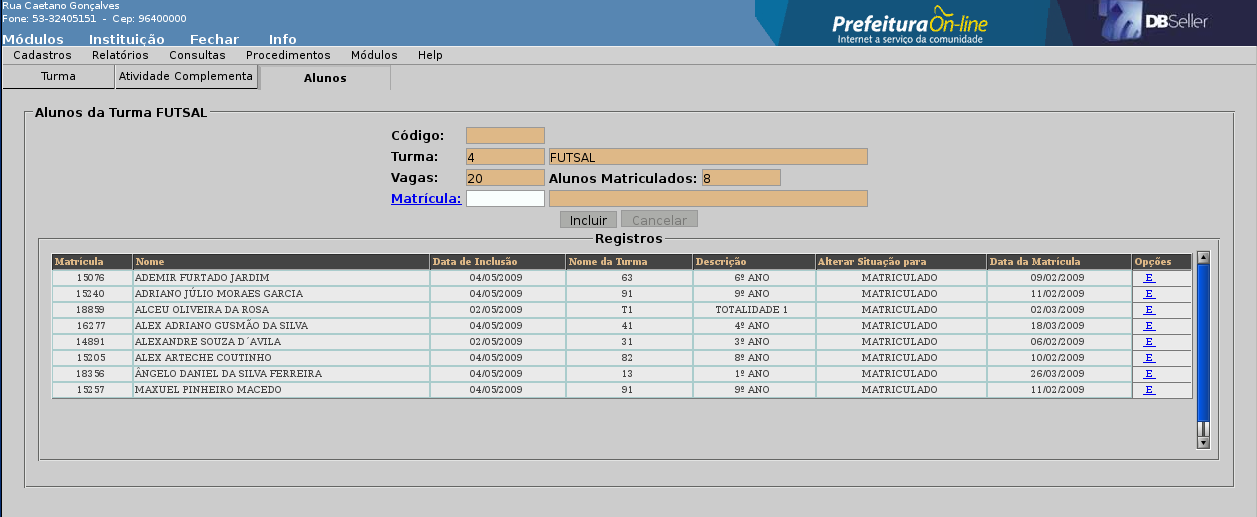 Rua Caetano Gonçalves
Fone: 53-32405151 - Cep: 96400000
Prefeitura On-line
Internet a serviço da comunidade
DBSeller
Módulos Instituição Fechar Info
Cadastros Relatórios Consultas Procedimentos Módulos Help
Turma Atividade Complementa Alunos
Alunos da Turma FUTSAL
Código:
Turma: 4 FUTSAL
Vagas: 20 Alunos Matriculados: 8
Matrícula:
Incluir Cancelar
Registros
Matrícula Nome Data de Inclusão Nome da Turma Descrição Alterar Situação para Data da Matrícula Opções
15076 ADEMIR FURTADO JARDIM 04/05/2009 63 6º ANO MATRICULADO 09/02/2009 E
15240 ADRIANO JÚLIO MORAES GARCIA 04/05/2009 91 9º ANO MATRICULADO 11/02/2009 E
18859 ALCEU OLIVEIRA DA ROSA 02/05/2009 T1 TOTALIDADE 1 MATRICULADO 02/03/2009 E
16277 ALEX ADRIANO GUSMÃO DA SILVA 04/05/2009 41 4º ANO MATRICULADO 18/03/2009 E
14891 ALEXANDRE SOUZA D´AVILA 02/05/2009 31 3º ANO MATRICULADO 06/02/2009 E
15205 ALEX ARTECHE COUTINHO 04/05/2009 82 8º ANO MATRICULADO 10/02/2009 E
18356 ÂNGELO DANIEL DA SILVA FERREIRA 04/05/2009 13 1º ANO MATRICULADO 26/03/2009 E
15257 MAXUEL PINHEIRO MACEDO 04/05/2009 91 9º ANO MATRICULADO 11/02/2009 E